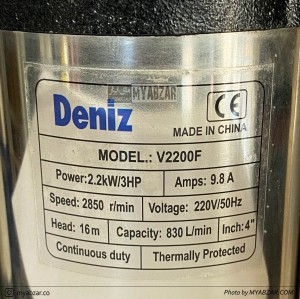 MYABZAR
Deniz
CE
MADE IN CHINA
MODEL.: V2200F
Power:2.2kW/3HP Amps: 9.8 A
Speed: 2850 r/min Voltage: 220V/50Hz
Head: 16m Capacity: 830 L/min Inch: 4"
Continuous duty Thermally Protected
myabzar.co
Photo by MYABZAR.COM